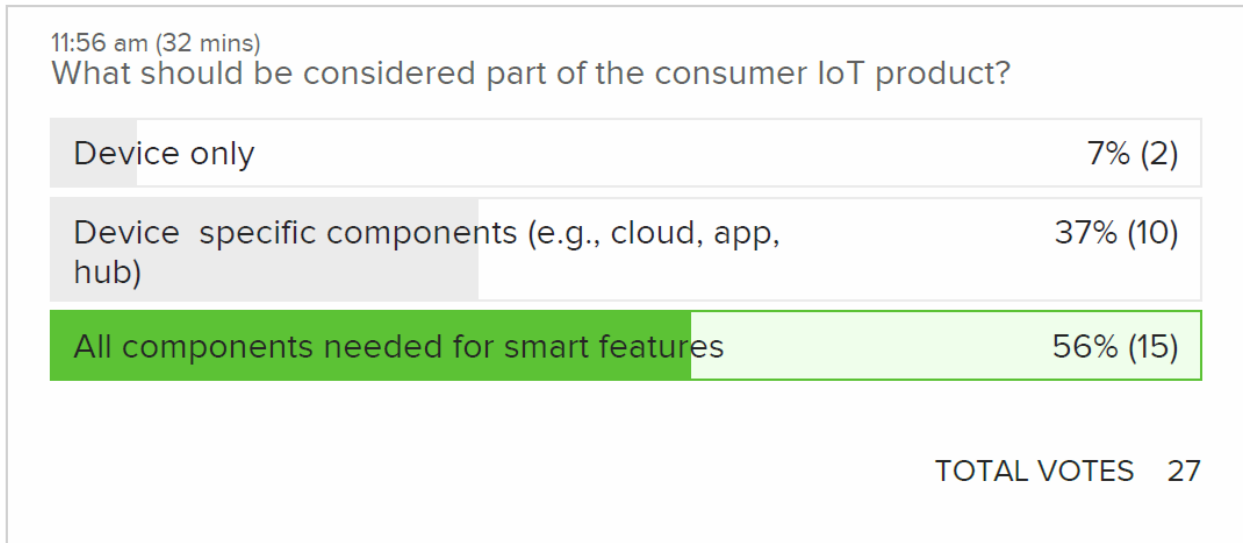 11:56 am (32 mins)
What should be considered part of the consumer IoT product?
Device only 7% (2)
Device  specific components (e.g., cloud, app, 37% (10)
hub)
All components needed for smart features 56% (15)
TOTAL VOTES 27